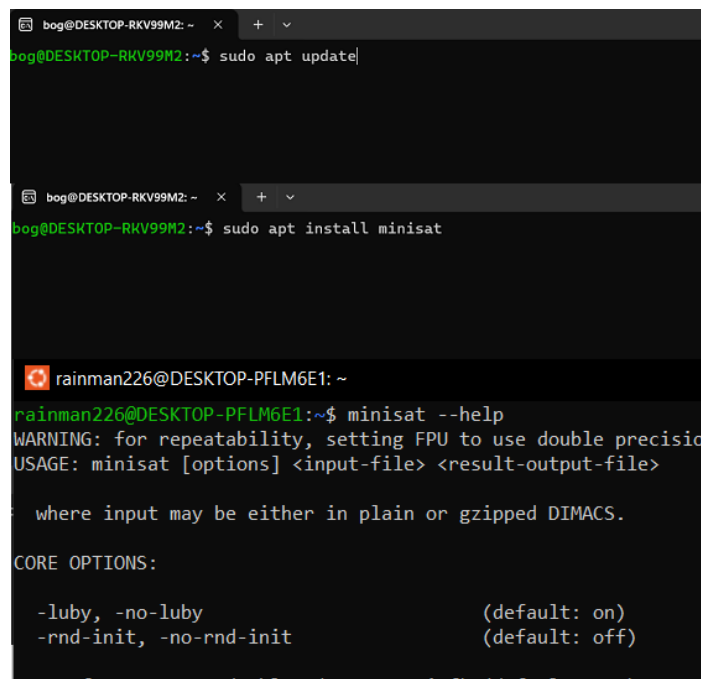 bog@DESKTOP-RKV99M2: ~
bog@DESKTOP-RKV99M2:~$ sudo apt update
bog@DESKTOP-RKV99M2: ~
bog@DESKTOP-RKV99M2:~$ sudo apt install minisat
rainman226@DESKTOP-PFLM6E1: ~
rainman226@DESKTOP-PFLM6E1:~$ minisat --help
WARNING: for repeatability, setting FPU to use double precisio
USAGE: minisat [options] <input-file> <result-output-file>
where input may be either in plain or gzipped DIMACS.
CORE OPTIONS:
-luby, -no-luby (default: on)
-rnd-init, -no-rnd-init (default: off)